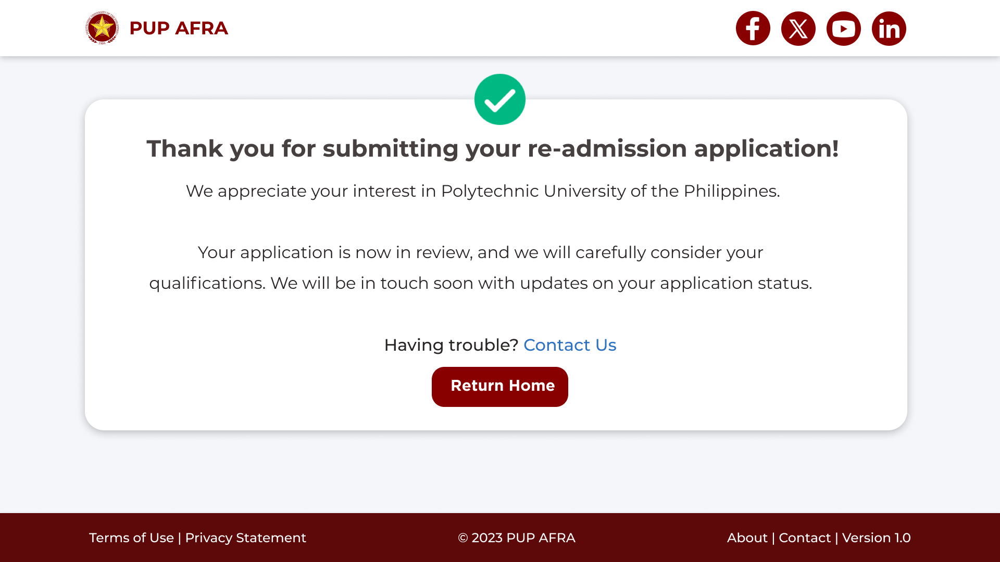 PUP AFRA
Thank you for submitting your re-admission application!
We appreciate your interest in Polytechnic University of the Philippines.
Your application is now in review, and we will carefully consider your
qualifications. We will be in touch soon with updates on your application status.
Having trouble? Contact Us
Return Home
Terms of Use | Privacy Statement
© 2023 PUP AFRA
About | Contact | Version 1.0